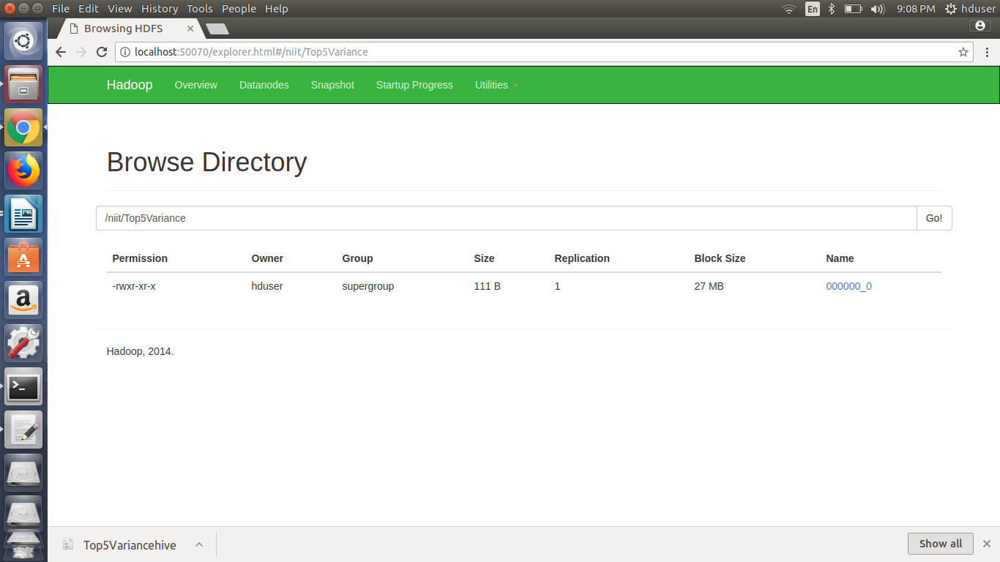 File Edit View History Tools People Help
En
9:08 PM
hduser
Browsing HDFS
localhost:50070/explorer.html#/niit/Top5Variance
Hadoop Overview Datanodes Snapshot Startup Progress Utilities
Browse Directory
/niit/Top5Variance Go!
Permission Owner Group Size Replication Block Size Name
-rwxr-xr-x hduser supergroup 111 B 1 27 MB 000000_0
Hadoop, 2014.
Top5Variancehive Show all